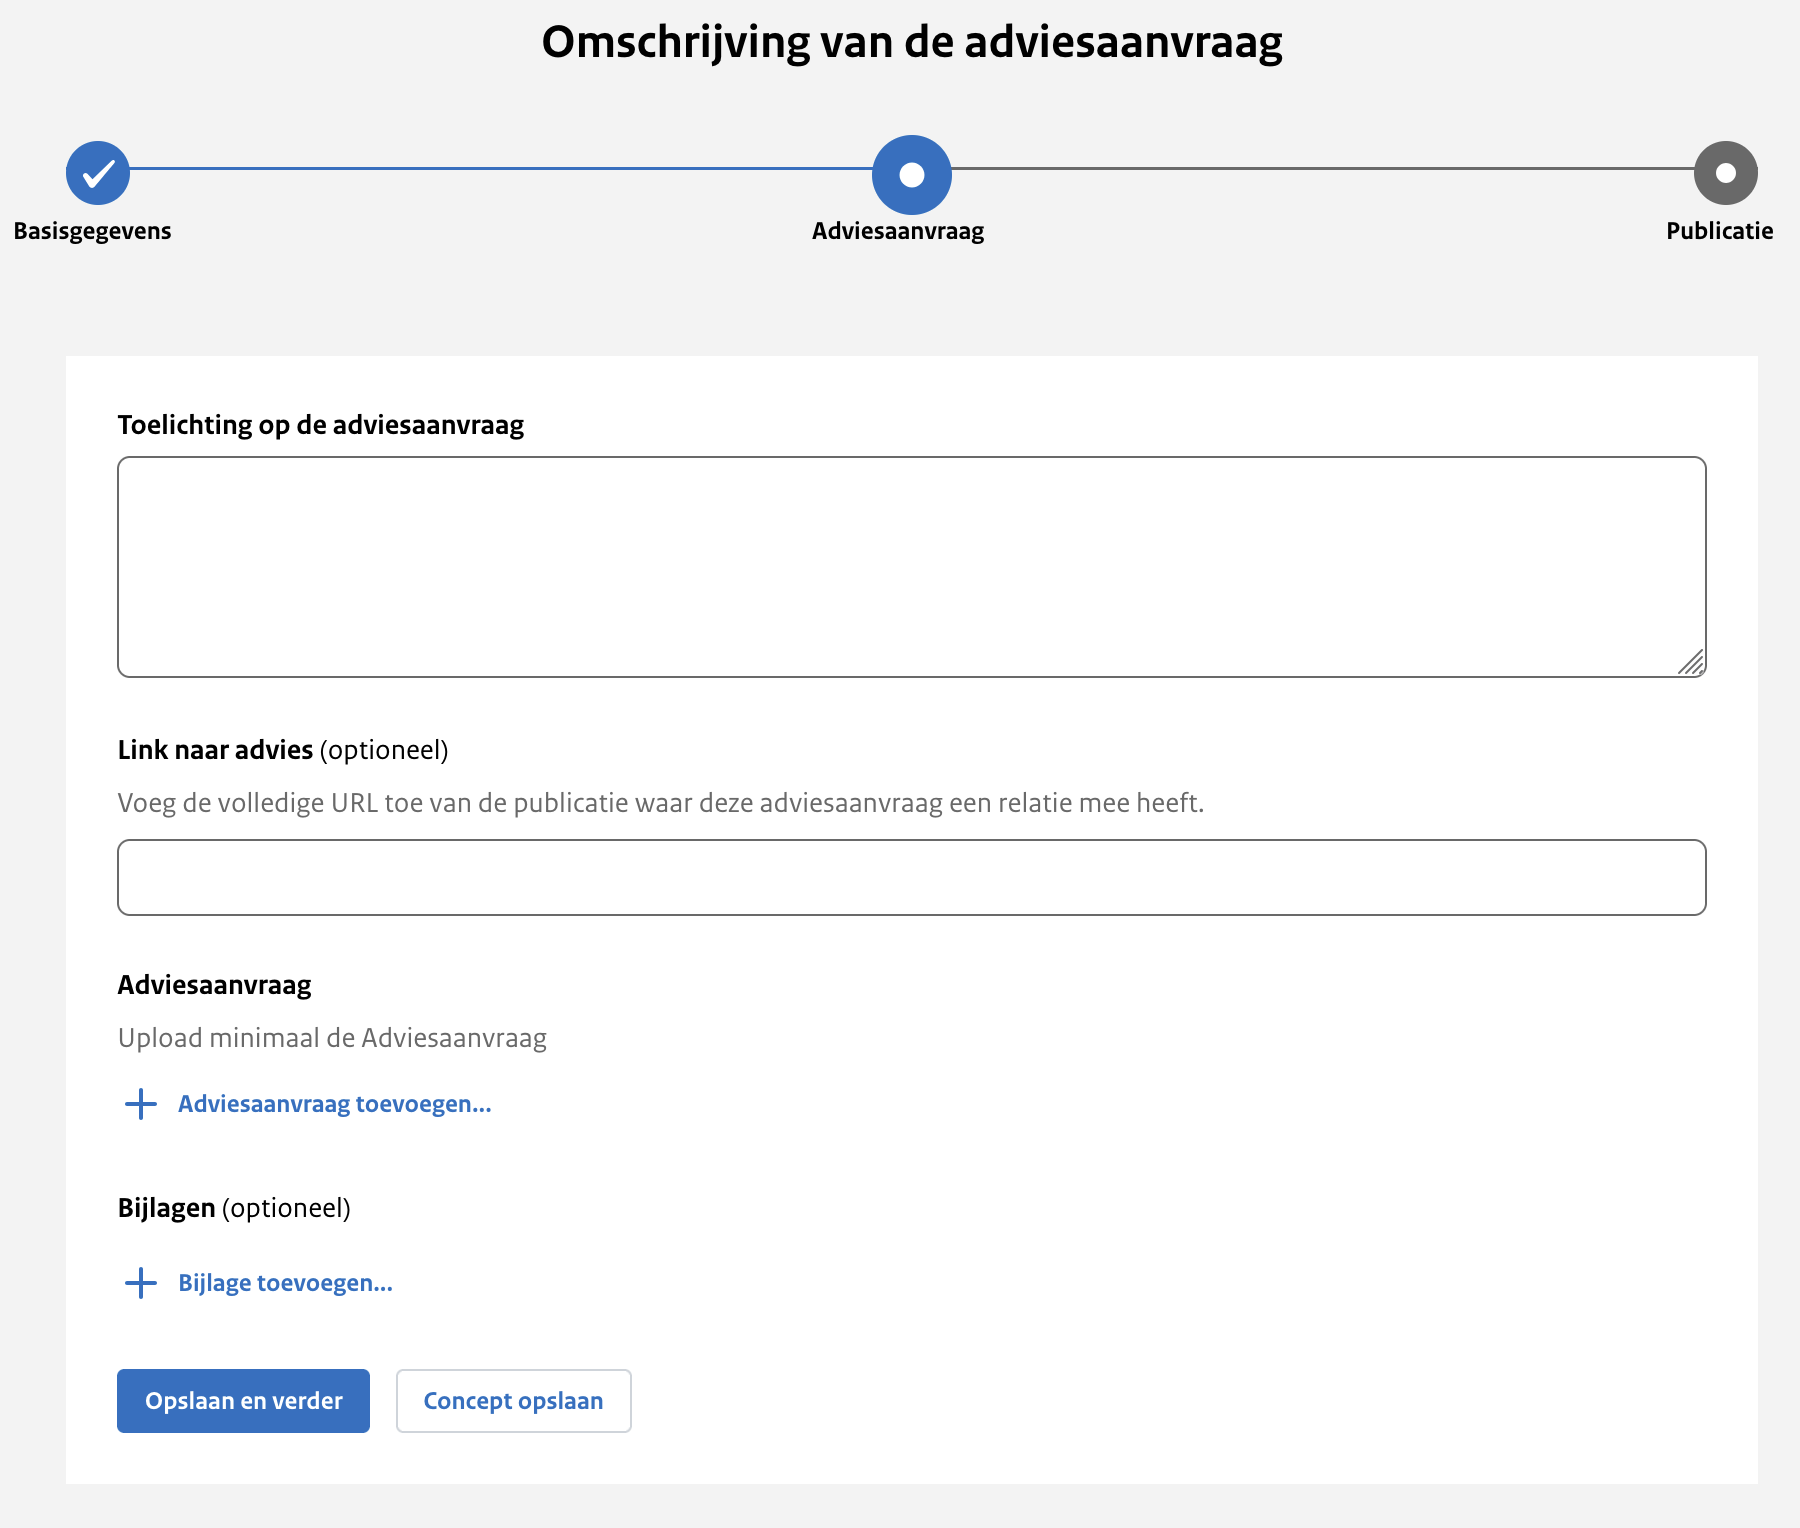 Omschrijving van de adviesaanvraag
Basisgegevens
Adviesaanvraag
Publicatie
Toelichting op de adviesaanvraag
Link naar advies (optioneel)
Voeg de volledige URL toe van de publicatie waar deze adviesaanvraag een relatie mee heeft.
Adviesaanvraag
Upload minimaal de Adviesaanvraag
Adviesaanvraag toevoegen...
Bijlagen (optioneel)
Bijlage toevoegen...
Opslaan en verder
Concept opslaan